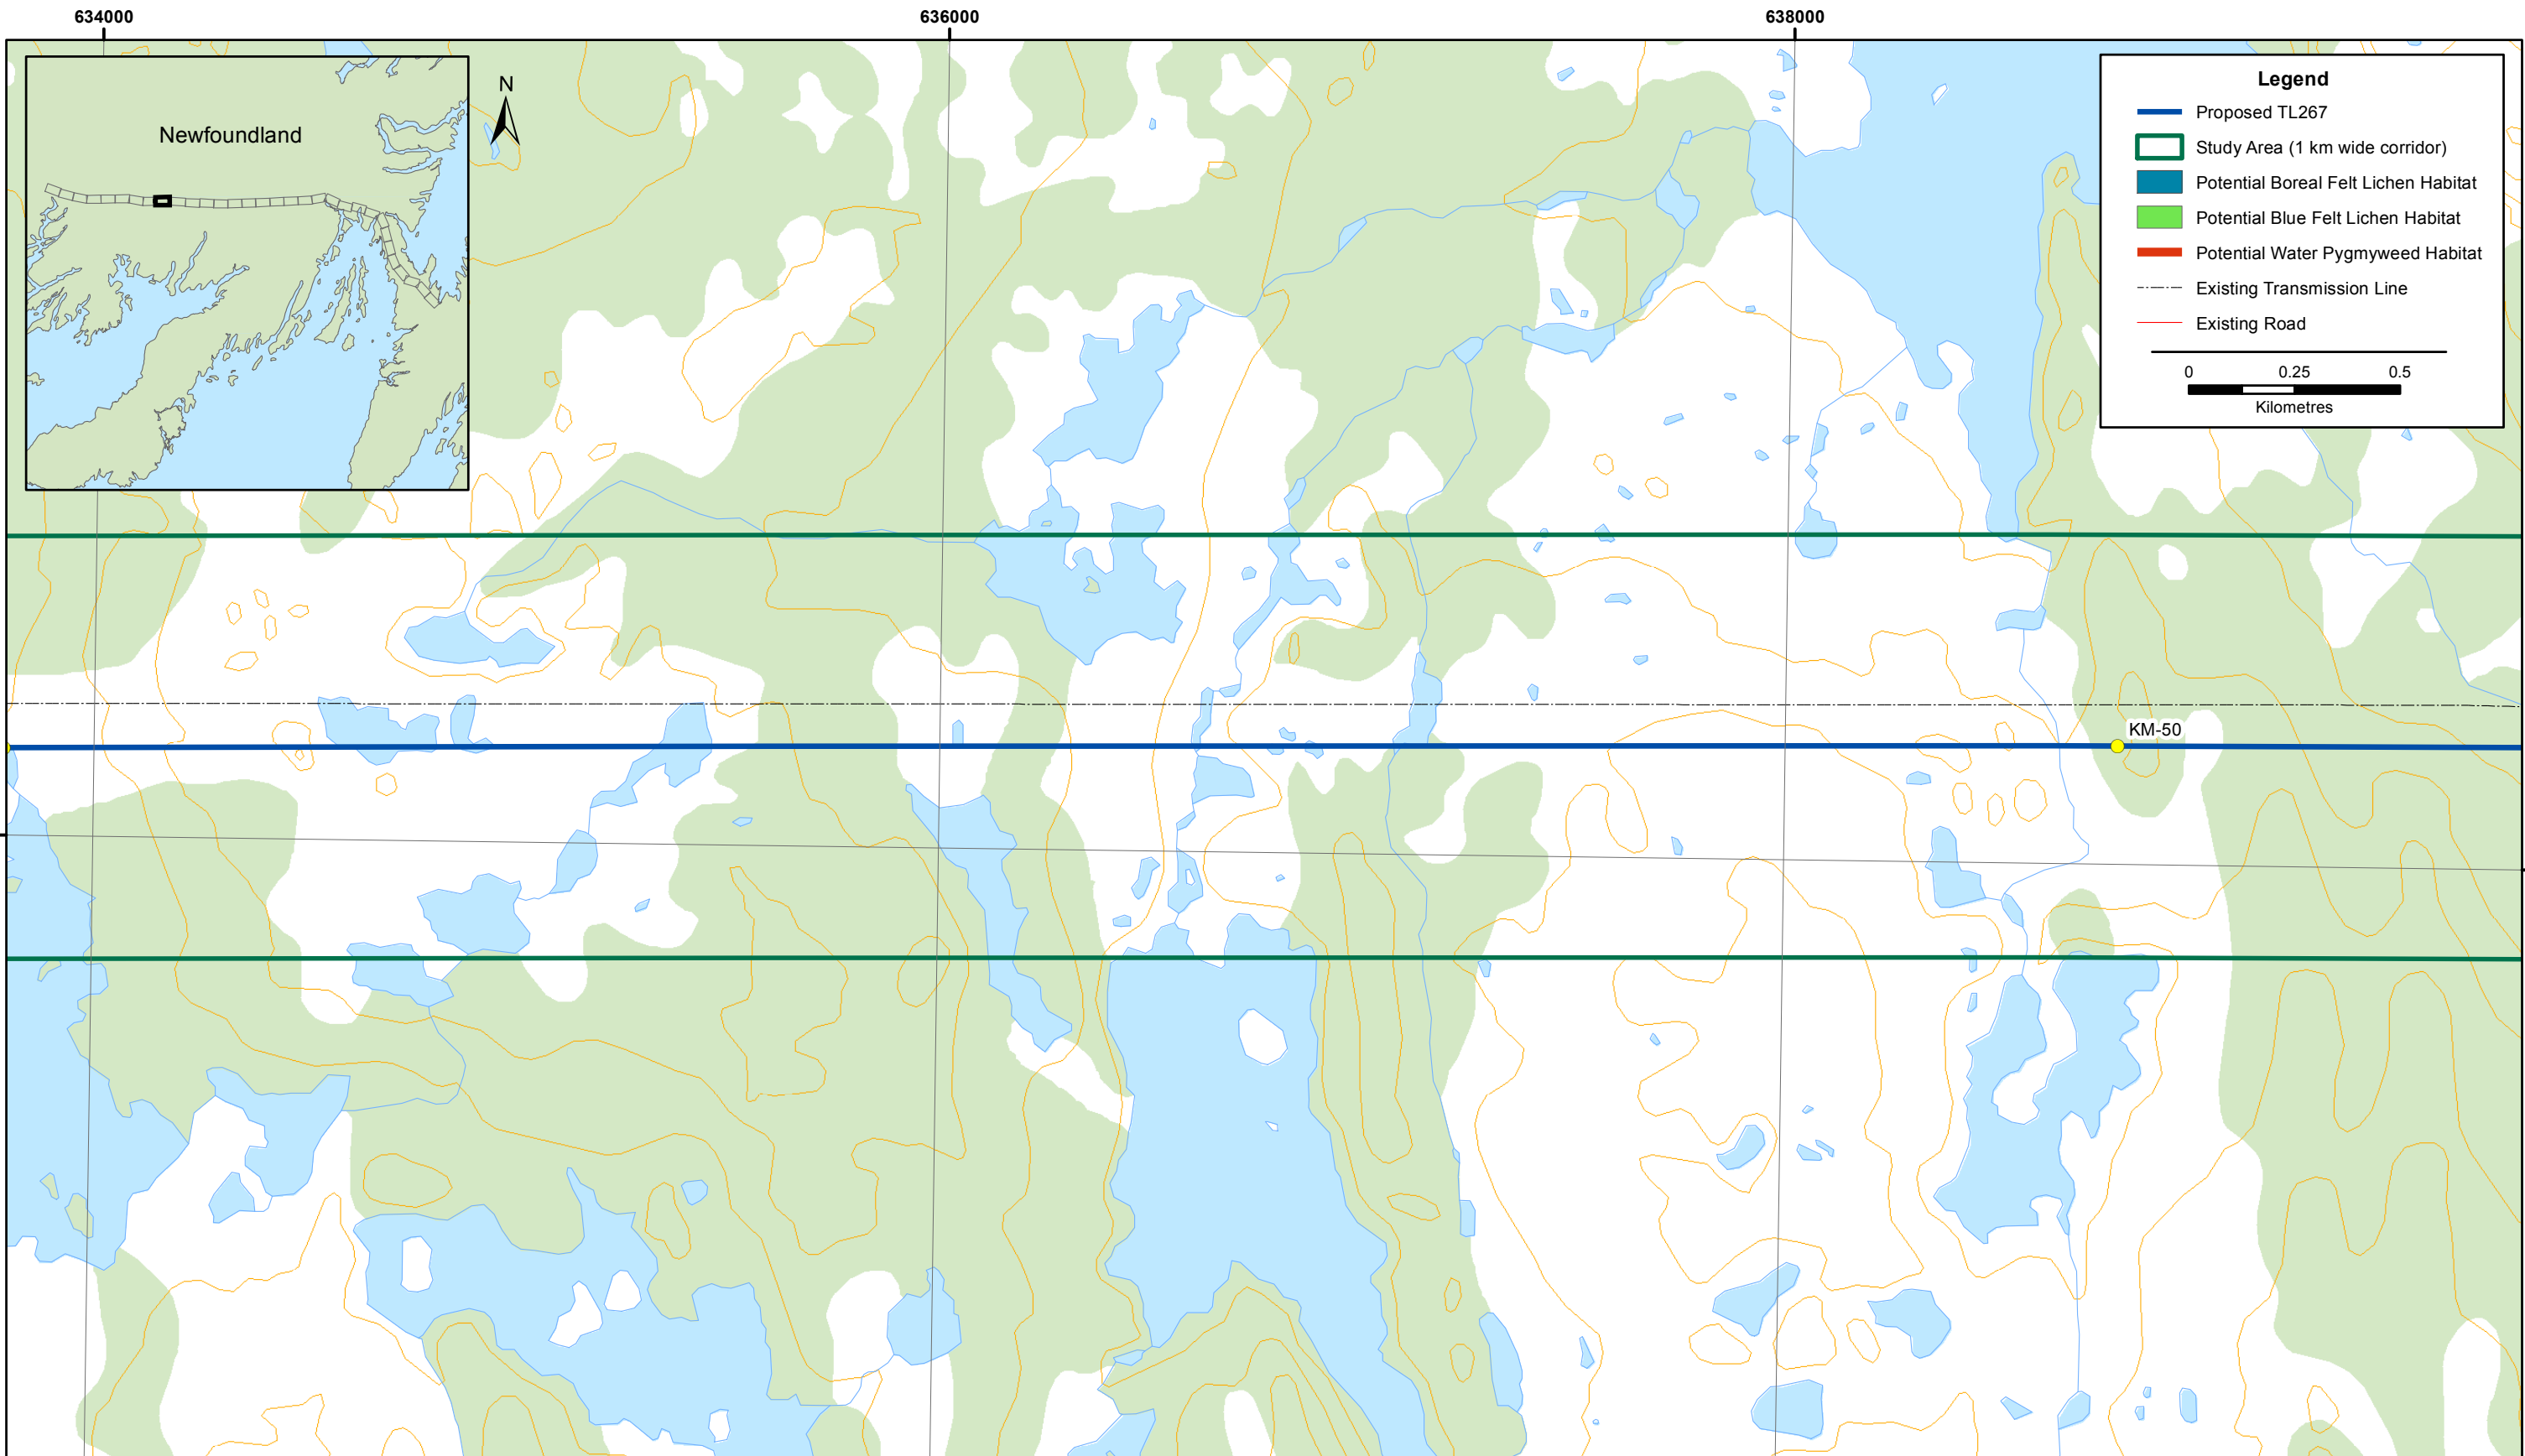 634000
636000
638000
Newfoundland
N
Legend
Proposed TL267
Study Area (1 km wide corridor)
Potential Boreal Felt Lichen Habitat
Potential Blue Felt Lichen Habitat
Potential Water Pygmyweed Habitat
Existing Transmission Line
Existing Road
0 0.25 0.5
Kilometres
KM-50